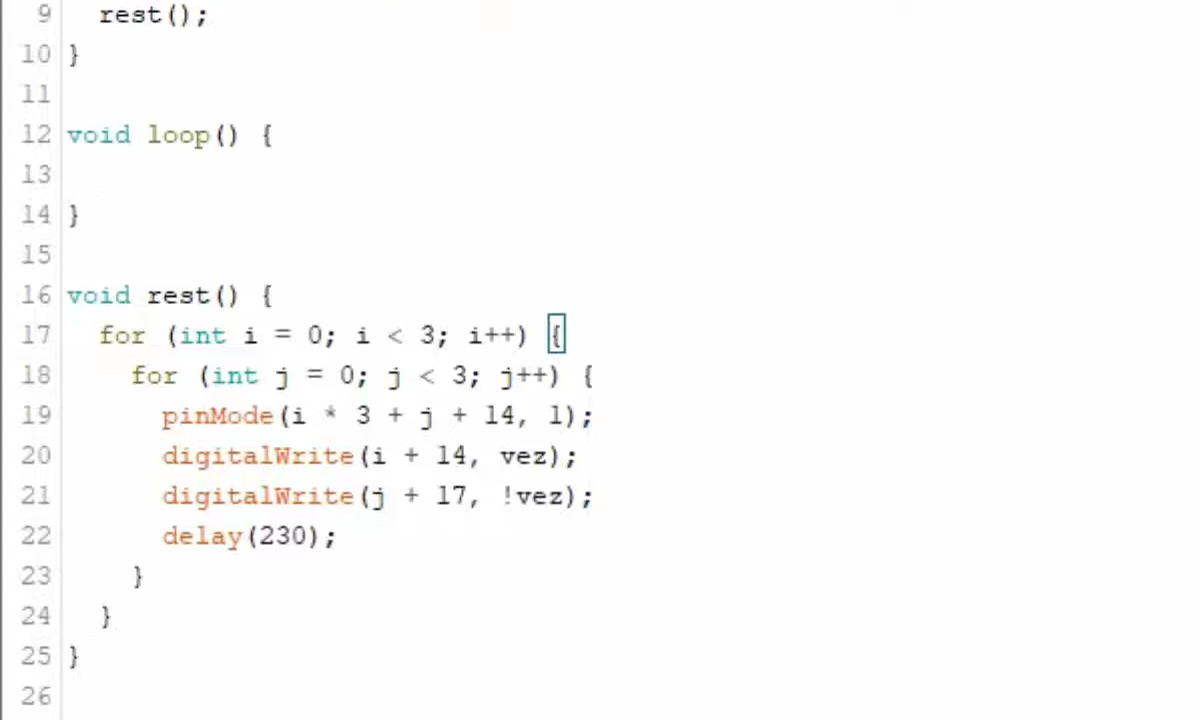 9 rest();
10 }
11
12 void loop() {
13
14 }
15
16 void rest() {
17 for (int i = 0; i < 3; i++) {
18 for (int j = 0; j < 3; j++) {
19 pinMode(i * 3 + j + 14, 1);
20 digitalWrite(i + 14, vez);
21 digitalWrite(j + 17, !vez);
22 delay(230);
23 }
24 }
25 }
26